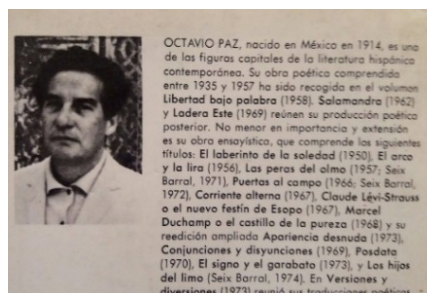 OCTAVIO PAZ, nacido en México en 1914, es una
de las figuras capitales de la literatura hispánica
contemporánea. Su obra poética comprendida
entre 1935 y 1957 ha sido recogida en el volumen
Libertad bajo palabra (1958). Salamandra (1962)
y Ladera Este (1969) reúnen su producción poética
posterior. No menor en importancia y extensión
es su obra ensayística, que comprende los siguientes
títulos: El laberinto de la soledad (1950), El arco
y la lira (1956), Las peras del olmo (1957; Seix
Barral, 1971), Puertas al campo (1966; Seix Barral,
1972), Corriente alterna (1967), Claude Lévi-Strauss
o el nuevo festín de Esopo (1967), Marcel
Duchamp o el castillo de la pureza (1968) y su
reedición ampliada Apariencia desnuda (1973),
Conjunciones y disyunciones (1969), Posdata
(1970), El signo y el garabato (1973), y Los hijos
del limo (Seix Barral, 1974). En Versiones y
diversiones (1973) reunió sus traducciones poéticas